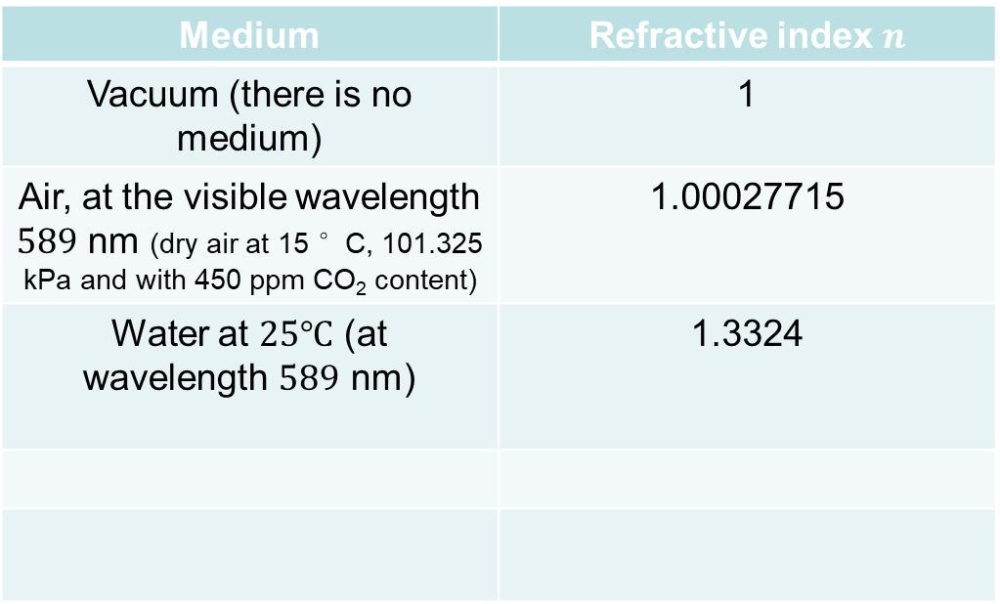 Medium
Refractive index n
Vacuum (there is no
medium)
1
Air, at the visible wavelength
589 nm (dry air at 15 ° C, 101.325
kPa and with 450 ppm CO₂ content)
1.00027715
Water at 25℃ (at
wavelength 589 nm)
1.3324